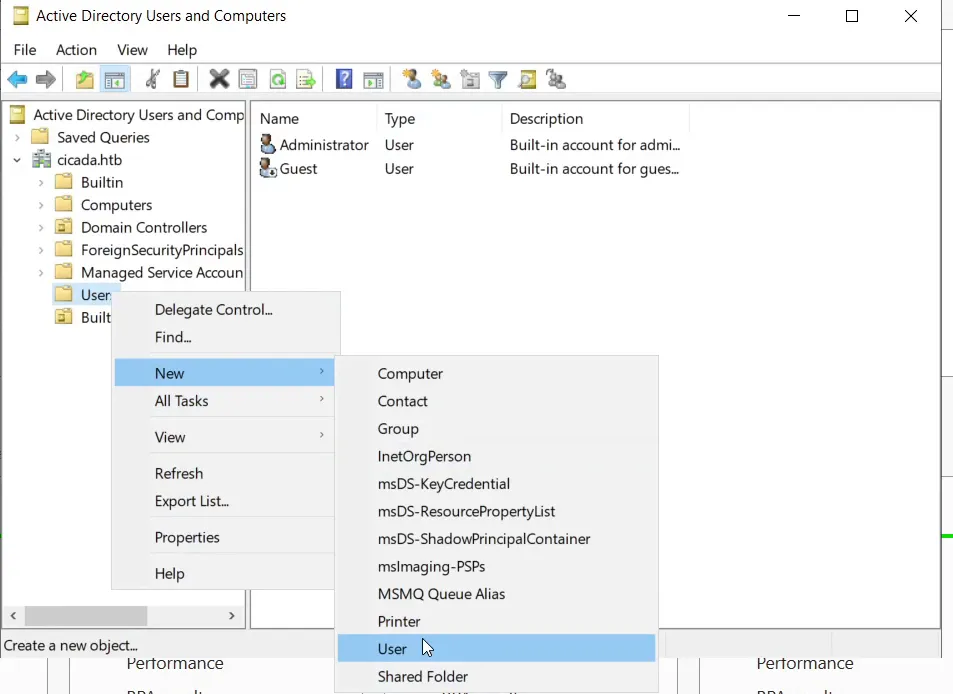 Active Directory Users and Computers
File Action View Help
Active Directory Users and Comp
Saved Queries
cicada.htb
Builtin
Computers
Domain Controllers
ForeignSecurityPrincipals
Managed Service Accoun
User
Built
Name Type Description
Administrator User Built-in account for admi...
Guest User Built-in account for gues...
Delegate Control...
Find...
New
All Tasks
View
Refresh
Export List...
Properties
Help
Computer
Contact
Group
InetOrgPerson
msDS-KeyCredential
msDS-ResourcePropertyList
msDS-ShadowPrincipalContainer
msImaging-PSPs
MSMQ Queue Alias
Printer
User
Shared Folder
Create a new object...
Performance Performance